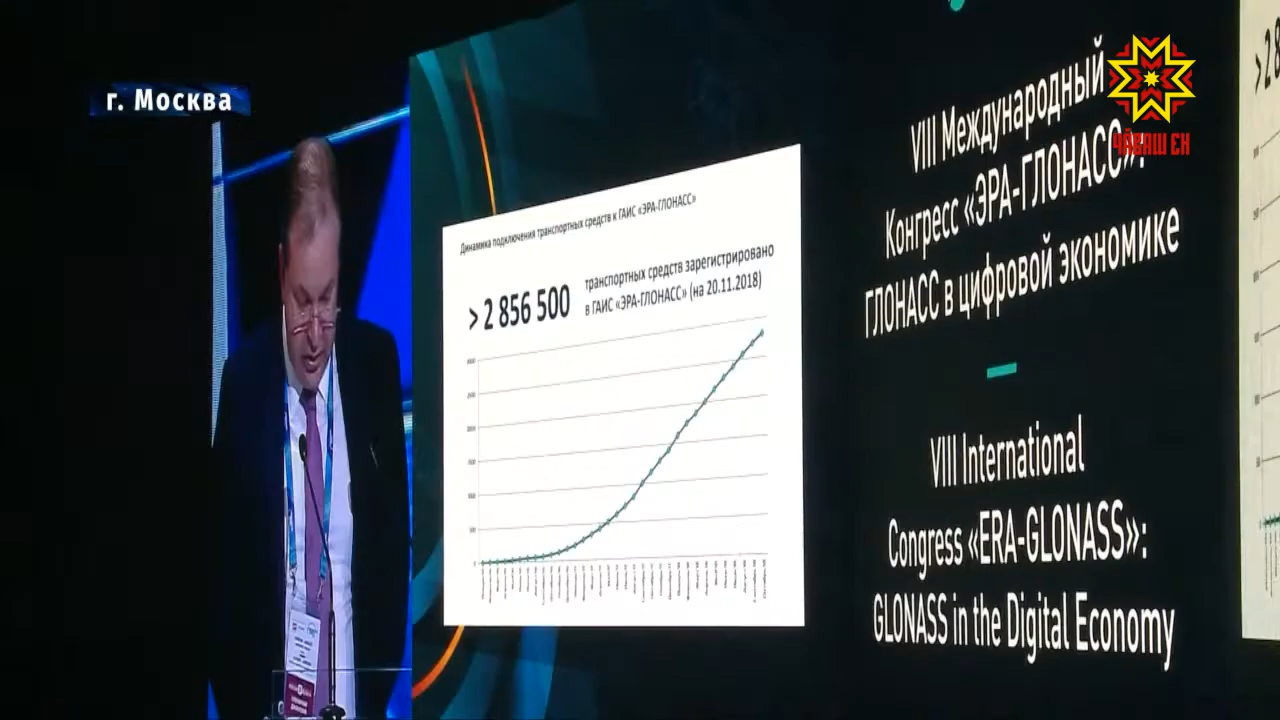 г. Москва
Динамика подключения транспортных средств к ГАИС «ЭРА-ГЛОНАСС»
> 2 856 500
транспортных средств зарегистрировано
в ГАИС «ЭРА-ГЛОНАСС» (на 20.11.2018)
VIII Международный
Конгресс «ЭРА-ГЛОНАСС»:
ГЛОНАСС в цифровой экономике
VIII International
Congress «ERA-GLONASS»:
GLONASS in the Digital Economy
ЧӐВАШ ЕН
>28